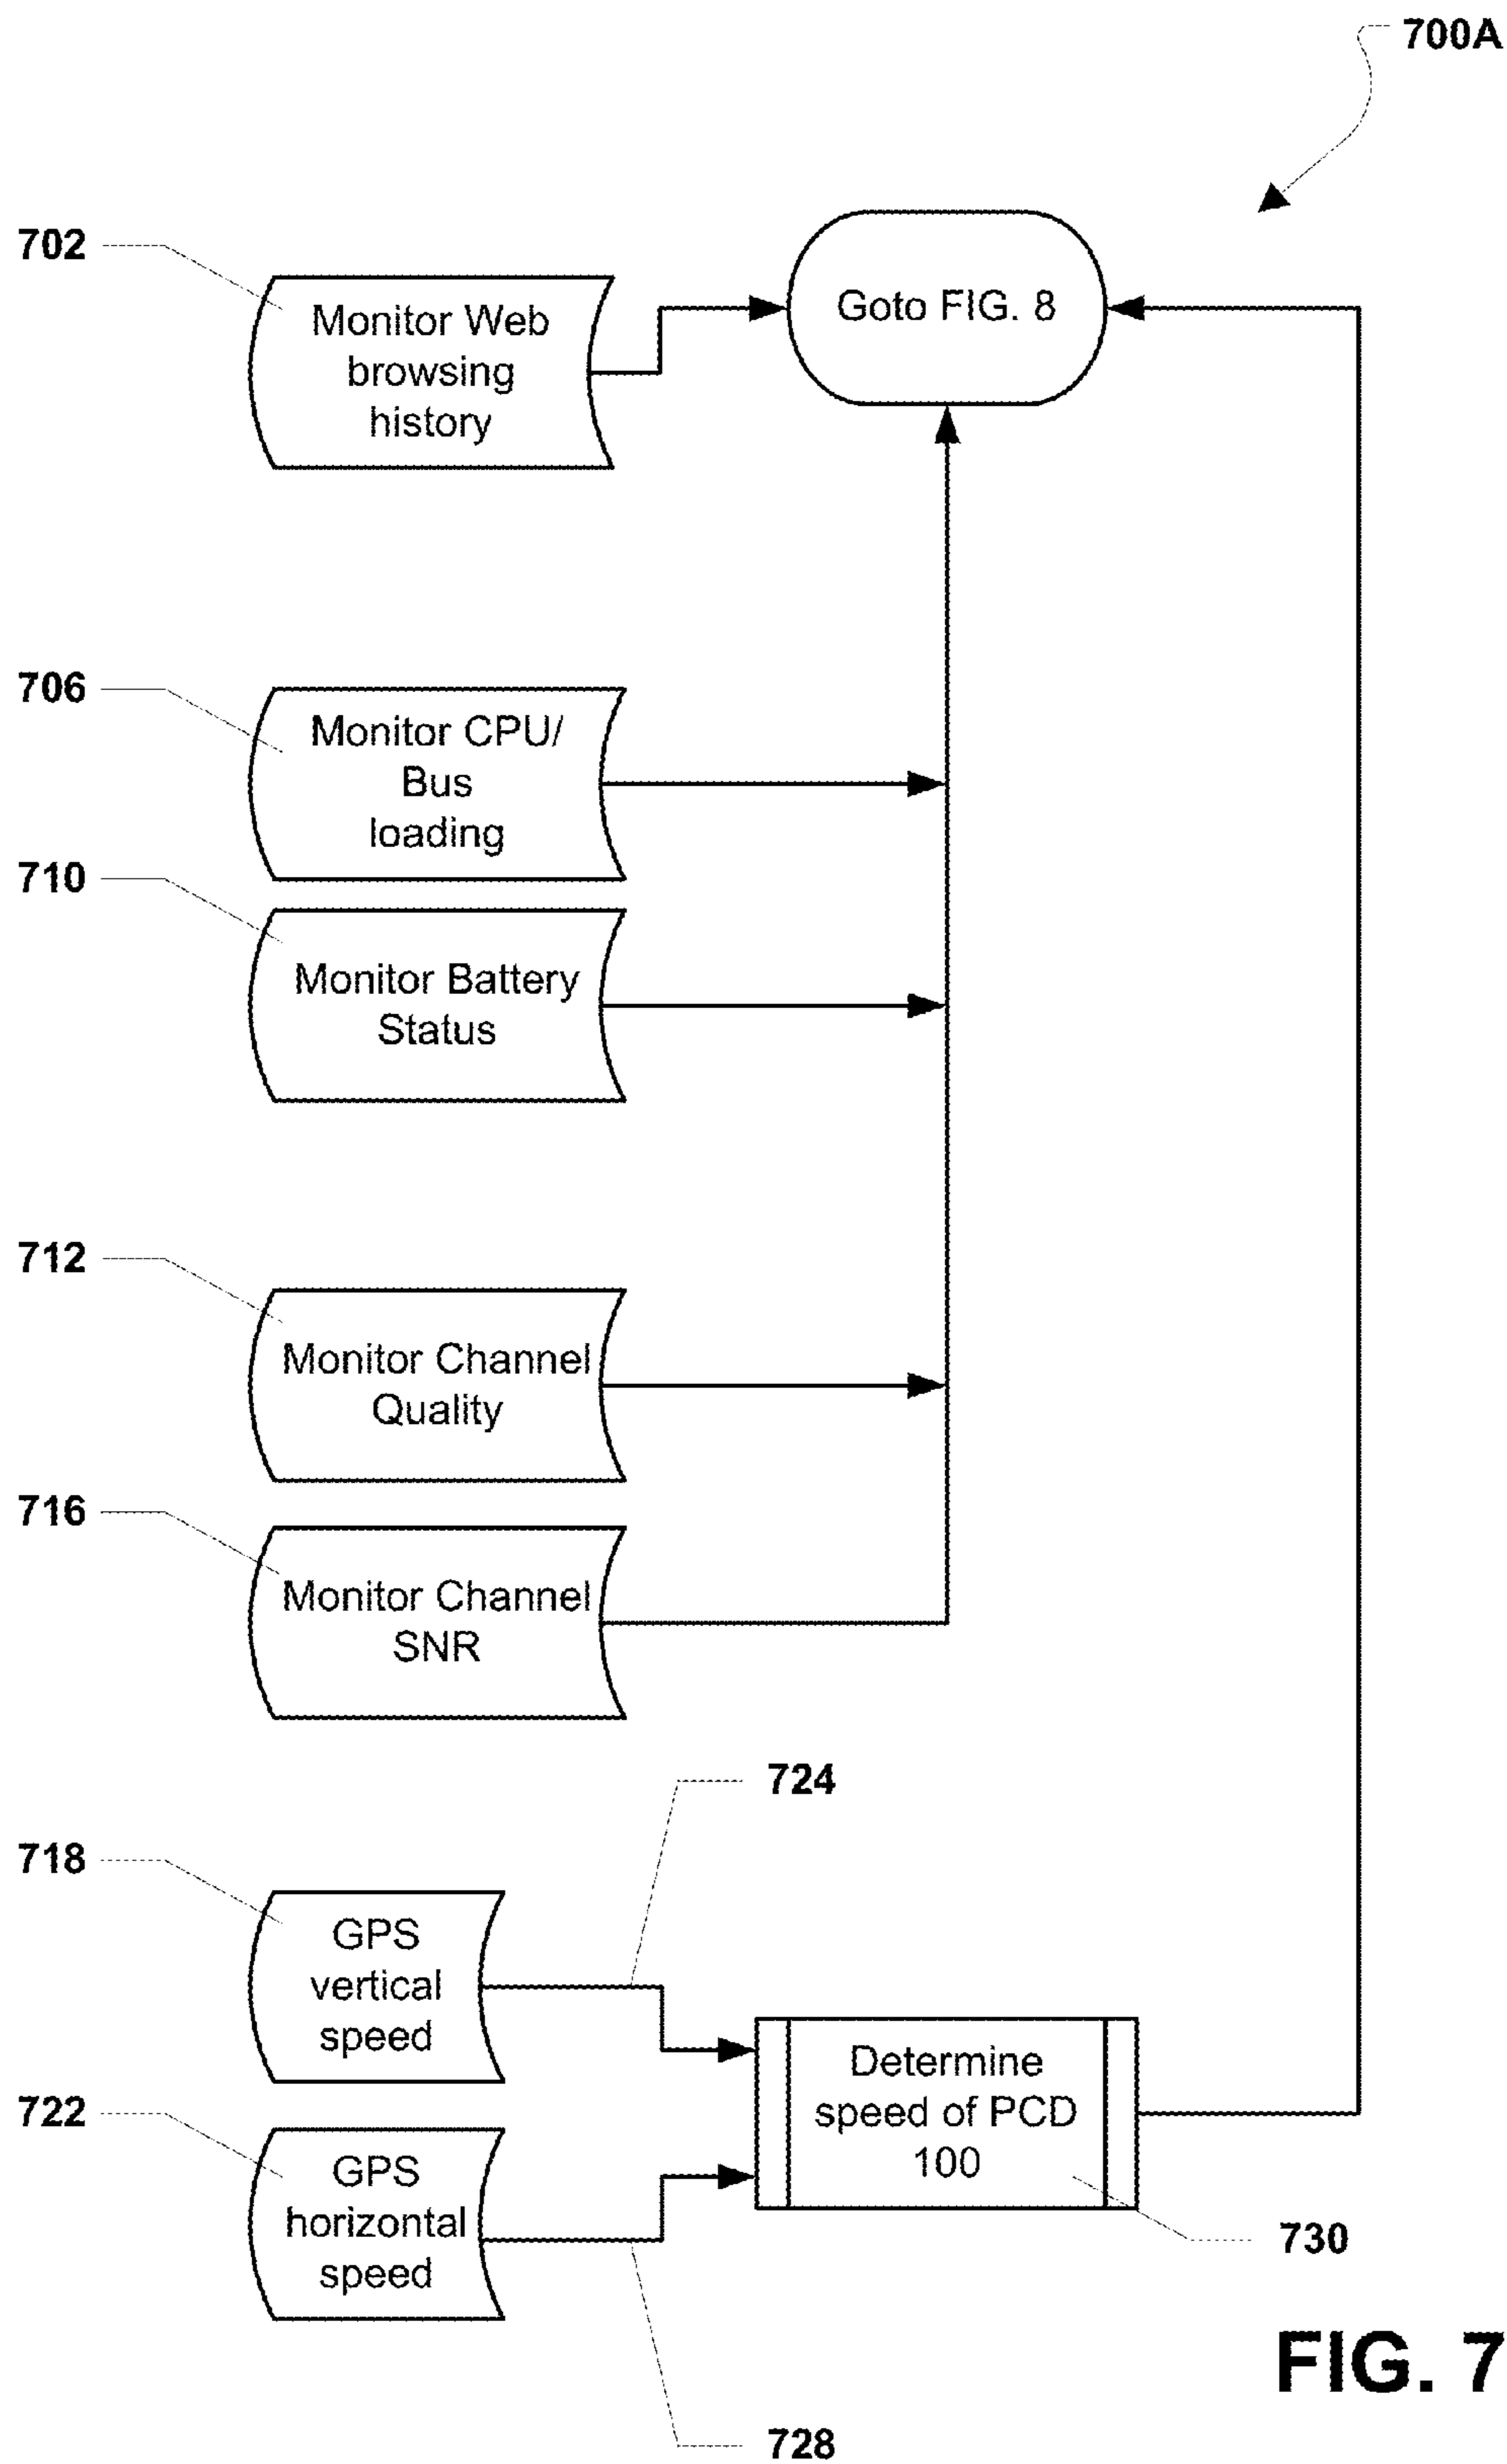 700A
702
Monitor Web
browsing
history
Goto FIG. 8
706
Monitor CPU/
Bus
loading
710
Monitor Battery
Status
712
Monitor Channel
Quality
716
Monitor Channel
SNR
724
718
GPS
vertical
speed
722
GPS
horizontal
speed
Determine
speed of PCD
100
730
728
FIG. 7